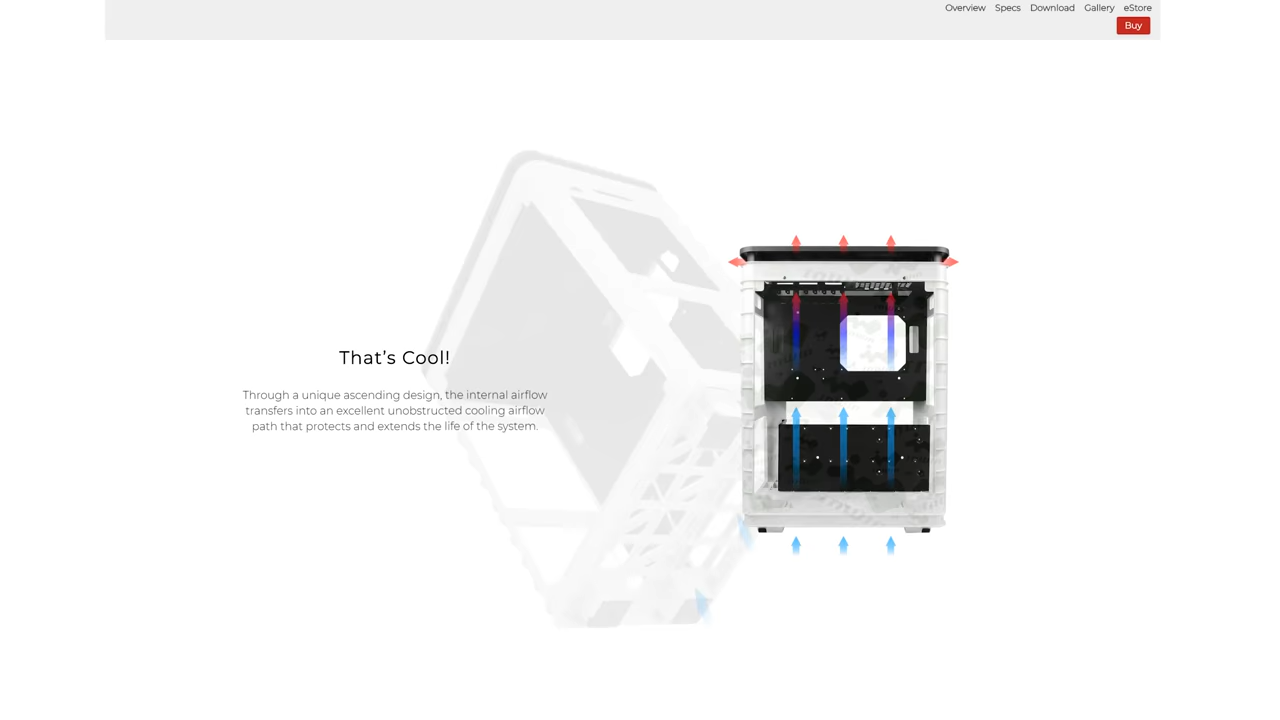 Overview Specs Download Gallery eStore
Buy
That's Cool!
Through a unique ascending design, the internal airflow
transfers into an excellent unobstructed cooling airflow
path that protects and extends the life of the system.